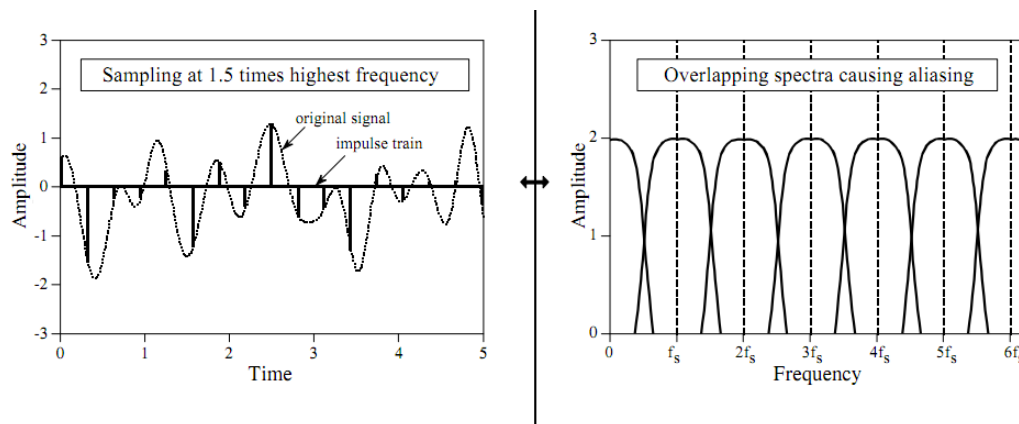 Sampling at 1.5 times highest frequency
original signal
impulse train
Amplitude
3
2
1
0
-1
-2
-3
0 1 2 3 4 5
Time
Overlapping spectra causing aliasing
Amplitude
3
2
1
0
0 fs 2fs 3fs 4fs 5fs 6f
Frequency